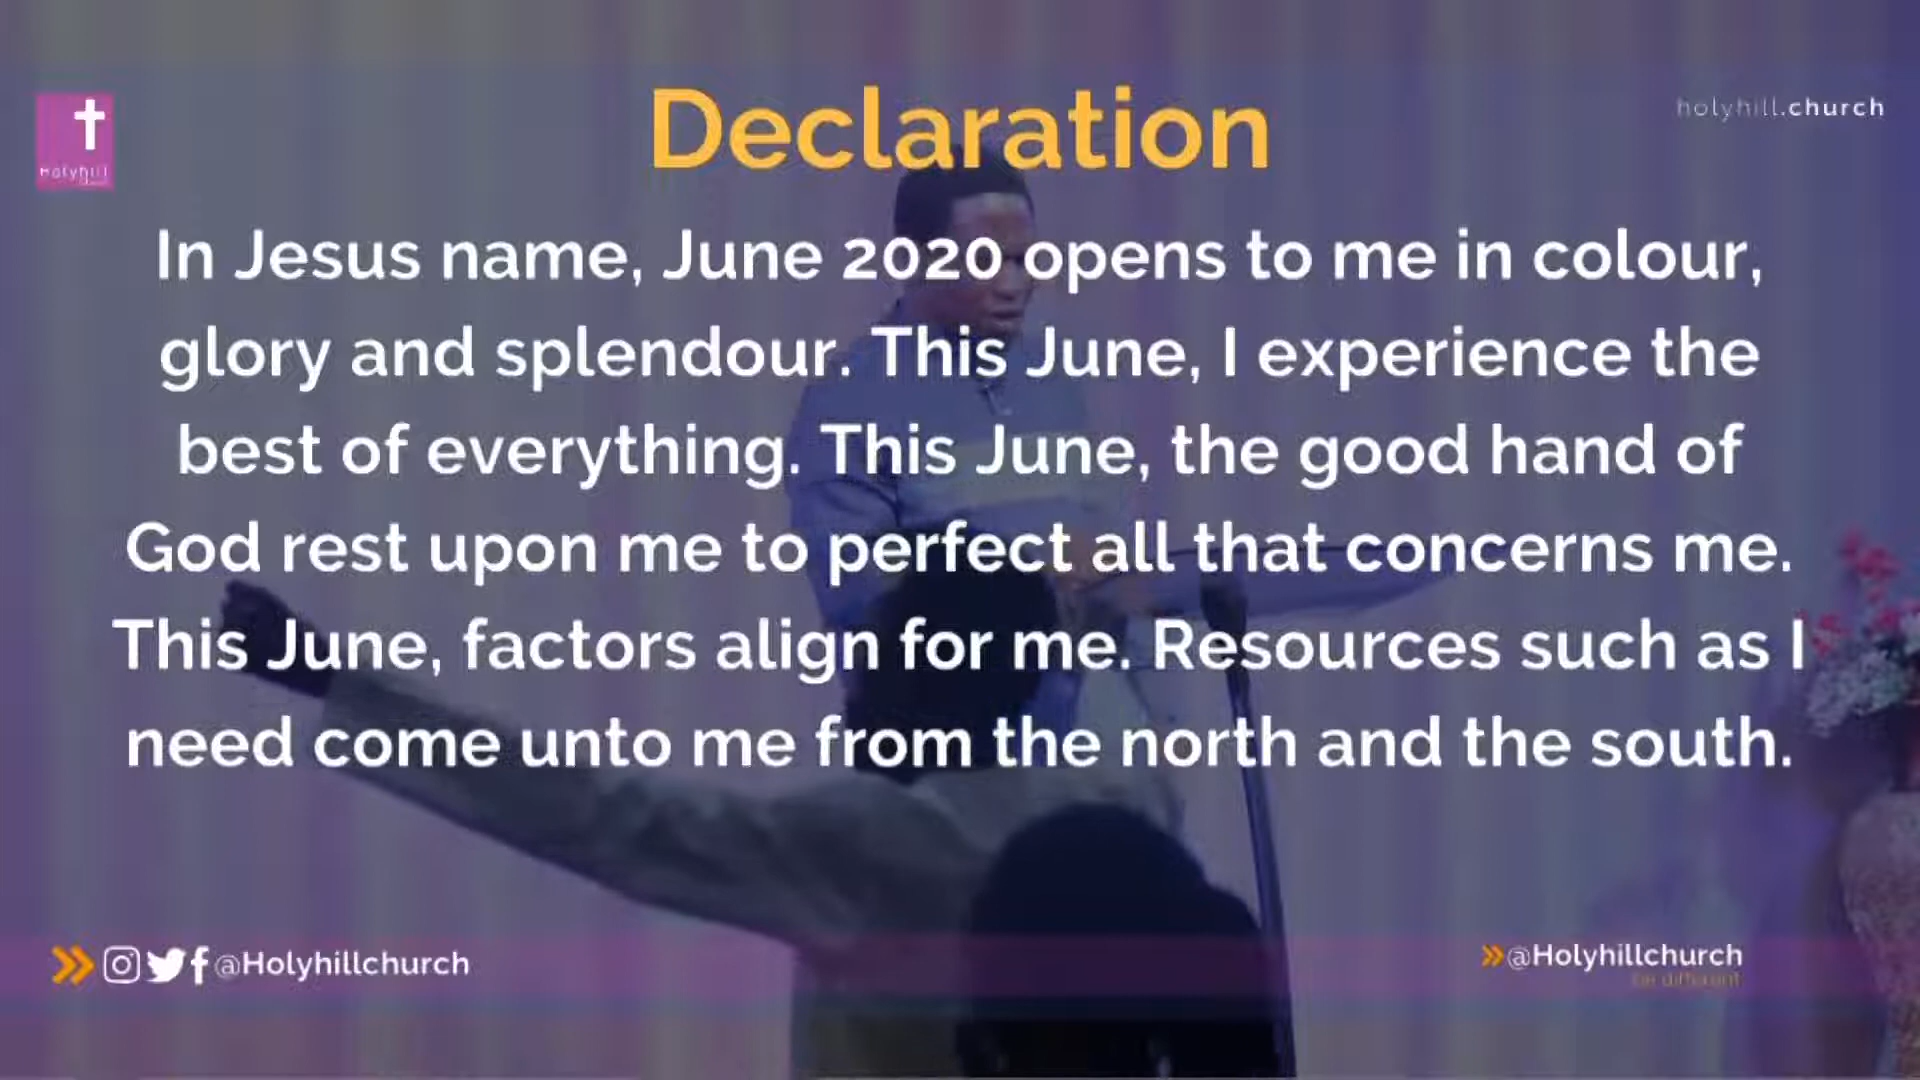 Declaration
holyhill.church
Holyhill
In Jesus name, June 2020 opens to me in colour,
glory and splendour. This June, I experience the
best of everything. This June, the good hand of
God rest upon me to perfect all that concerns me.
This June, factors align for me. Resources such as I
need come unto me from the north and the south.
@Holyhillchurch
@Holyhillchurch
be different